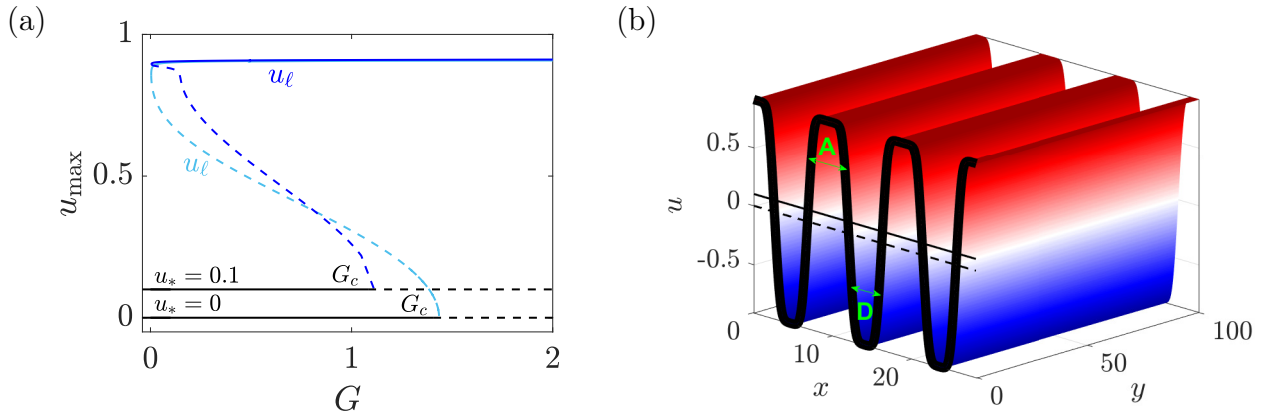 (a)
1
0.5
0
u_max
u_ℓ
u_ℓ
u_* = 0.1
G_c
u_* = 0
G_c
0
1
2
G
(b)
0.5
0
-0.5
u
A
D
0
10
20
x
0
50
100
y